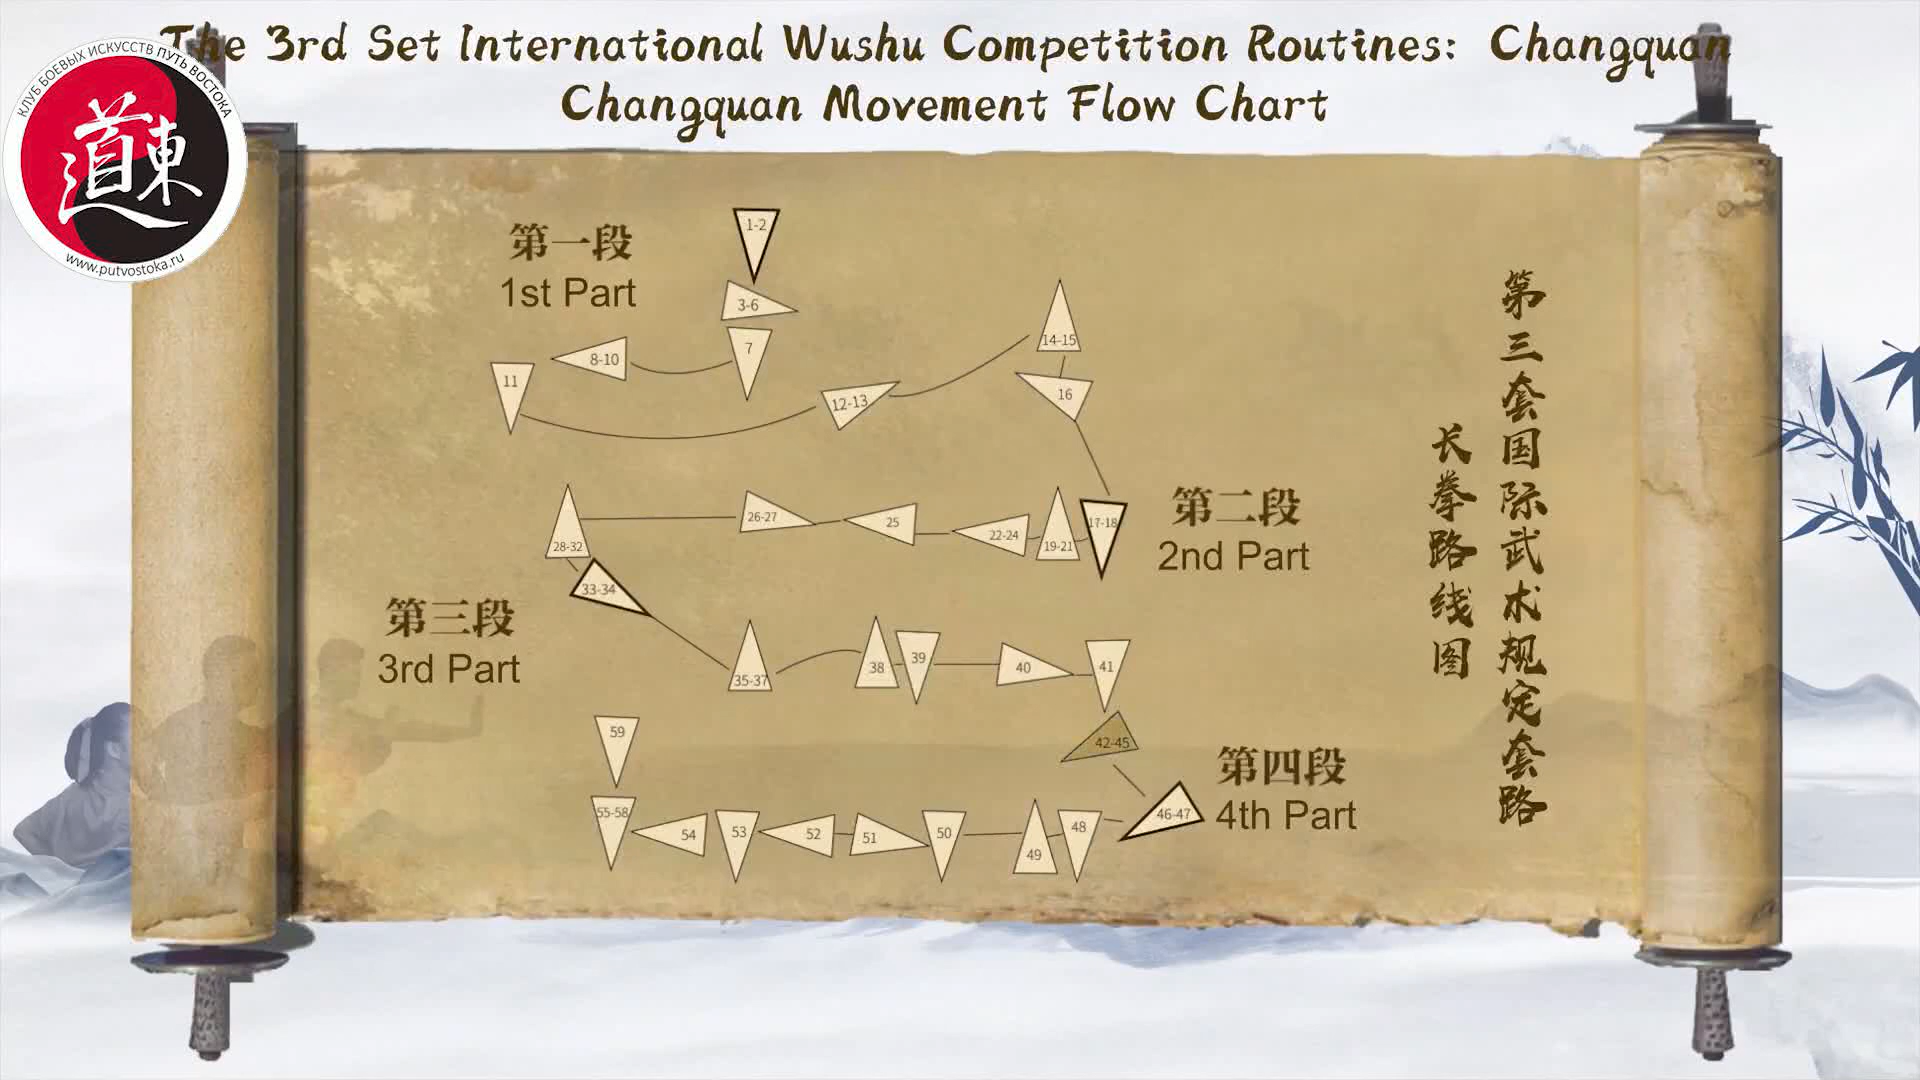 The 3rd Set International Wushu Competition Routines: Changquan
Changquan Movement Flow Chart
КЛУБ БОЕВЫХ ИСКУССТВ ПУТЬ ВОСТОКА
道東
www.putvostoka.ru
第一段
1st Part
1-2
3-6
7
8-10
11
12-13
14-15
16
第二段
2nd Part
17-18
19-21
22-24
25
26-27
28-32
第三段
3rd Part
33-34
35-37
38
39
40
41
42-45
第四段
4th Part
46-47
48
49
50
51
52
53
54
55-58
59
第三套国际武术规定套路
长拳路线图